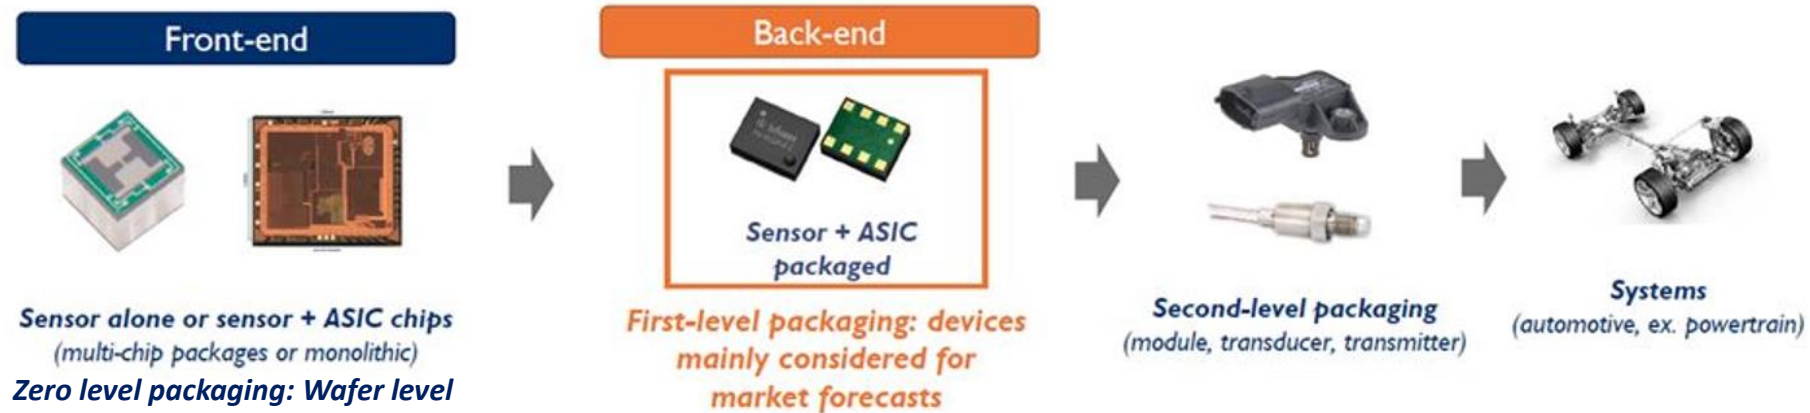 Front-end
Sensor alone or sensor + ASIC chips
(multi-chip packages or monolithic)
Zero level packaging: Wafer level
Back-end
Infineon
Sensor + ASIC
packaged
First-level packaging: devices
mainly considered for
market forecasts
Second-level packaging
(module, transducer, transmitter)
Systems
(automotive, ex. powertrain)